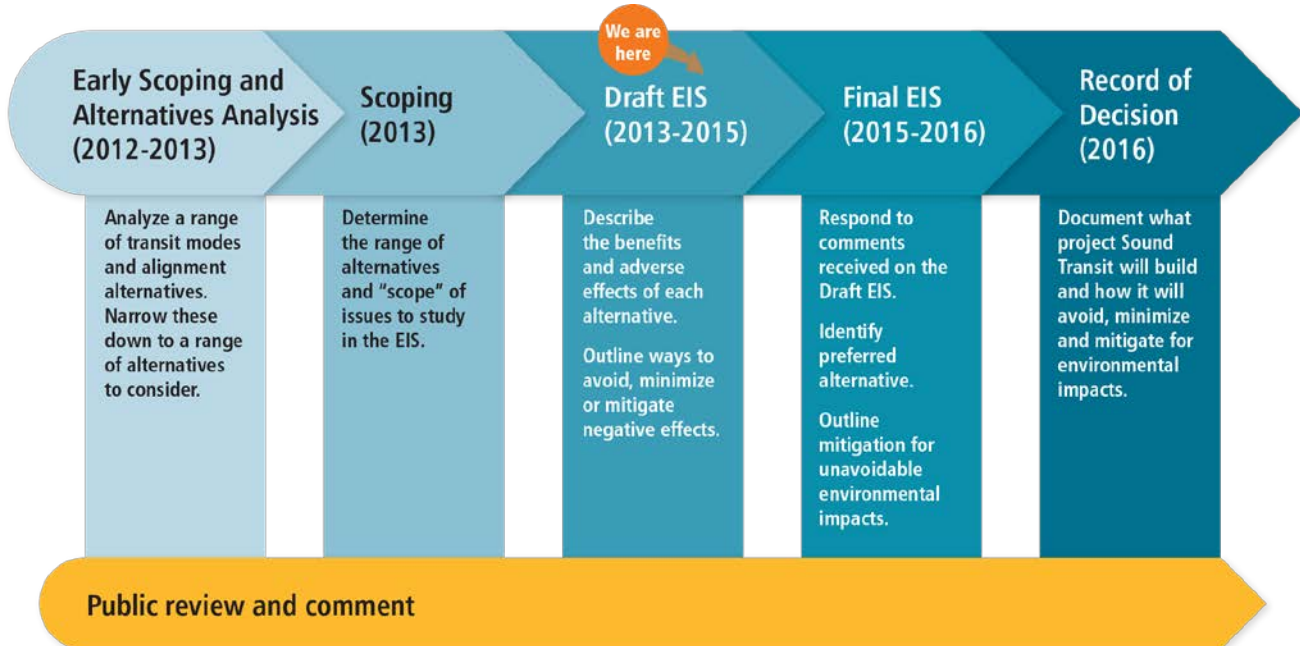 We are
here
Early Scoping and
Alternatives Analysis
(2012-2013)
Scoping
(2013)
Draft EIS
(2013-2015)
Final EIS
(2015-2016)
Record of
Decision
(2016)
Analyze a range
of transit modes
and alignment
alternatives.
Narrow these
down to a range
of alternatives
to consider.
Determine
the range of
alternatives
and “scope” of
issues to study
in the EIS.
Describe
the benefits
and adverse
effects of each
alternative.
Outline ways to
avoid, minimize
or mitigate
negative effects.
Respond to
comments
received on the
Draft EIS.
Identify
preferred
alternative.
Outline
mitigation for
unavoidable
environmental
impacts.
Document what
project Sound
Transit will build
and how it will
avoid, minimize
and mitigate for
environmental
impacts.
Public review and comment